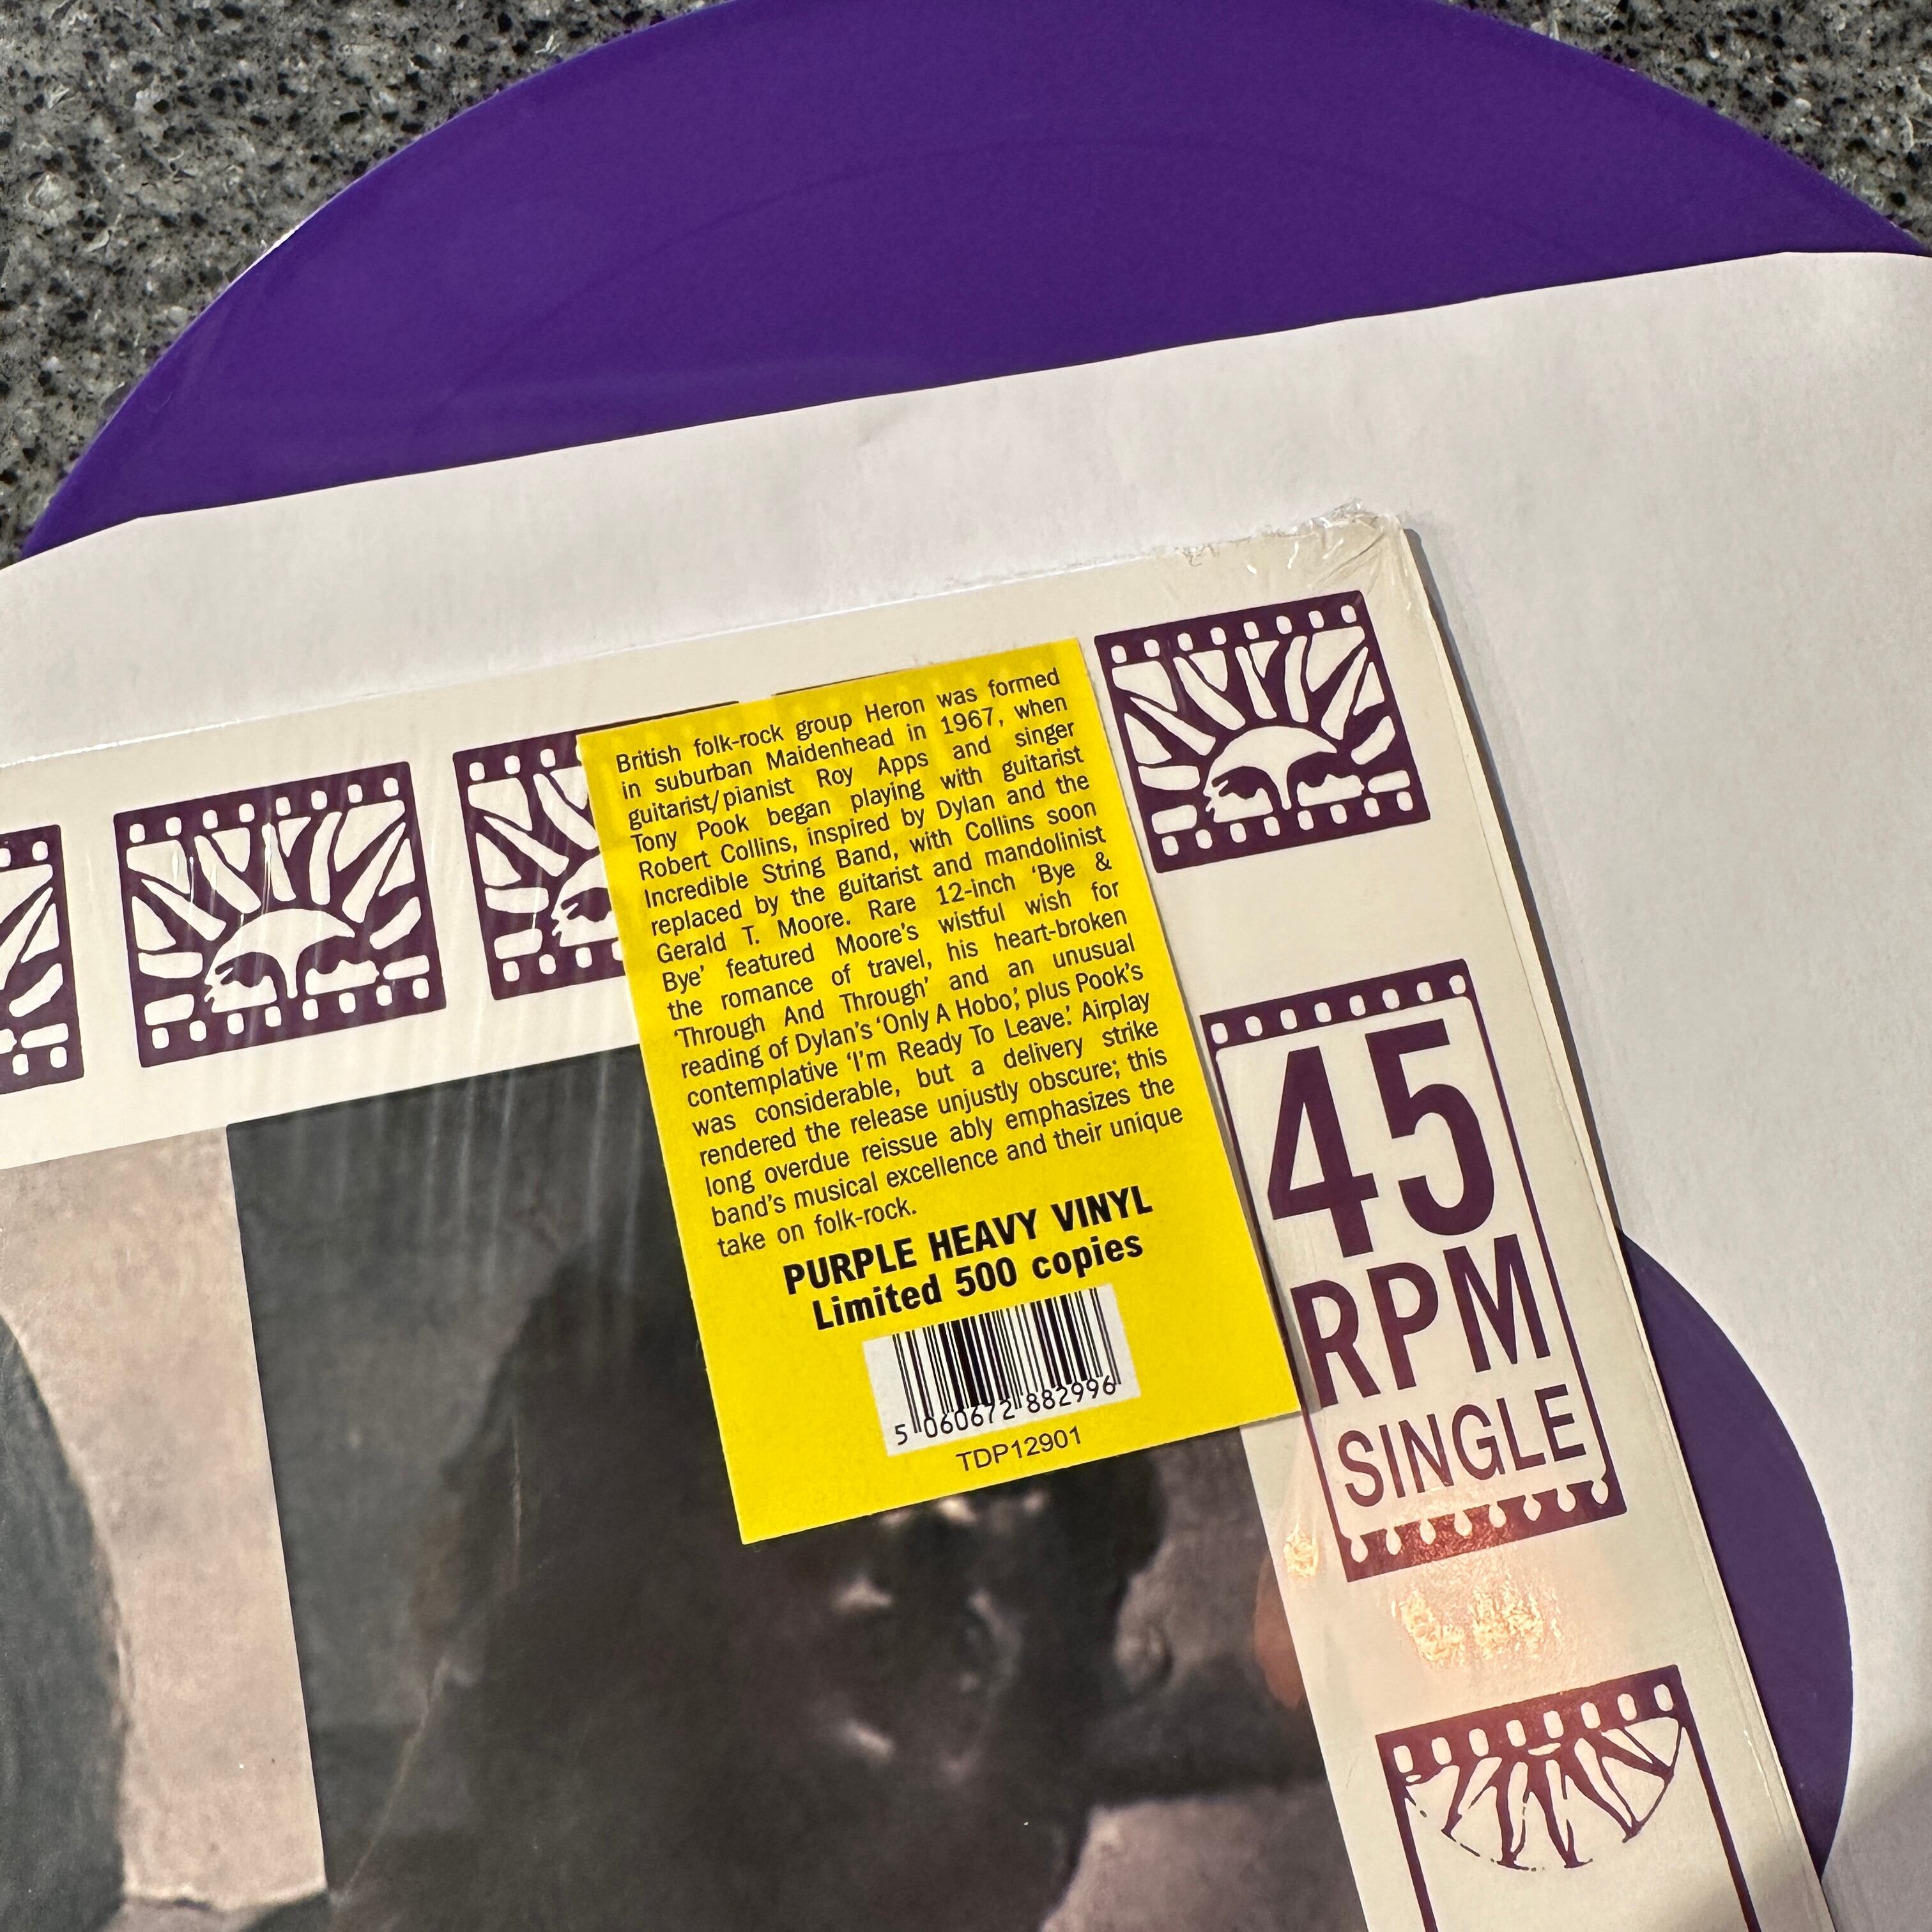 British folk-rock group Heron was formed
in suburban Maidenhead in 1967, when
guitarist/pianist Roy Apps and singer
Tony Pook began playing with guitarist
Robert Collins, inspired by Dylan and the
Incredible String Band, with Collins soon
replaced by the guitarist and mandolinist
Gerald T. Moore. Rare 12-inch ‘Bye &
Bye’ featured Moore’s wistful wish for
the romance of travel, his heart-broken
‘Through And Through’ and an unusual
reading of Dylan’s ‘Only A Hobo’, plus Pook’s
contemplative ‘I’m Ready To Leave’. Airplay
was considerable, but a delivery strike
rendered the release unjustly obscure; this
long overdue reissue ably emphasizes the
band’s musical excellence and their unique
take on folk-rock.
PURPLE HEAVY VINYL
Limited 500 copies
5 060672 882996
TDP12901
45
RPM
SINGLE